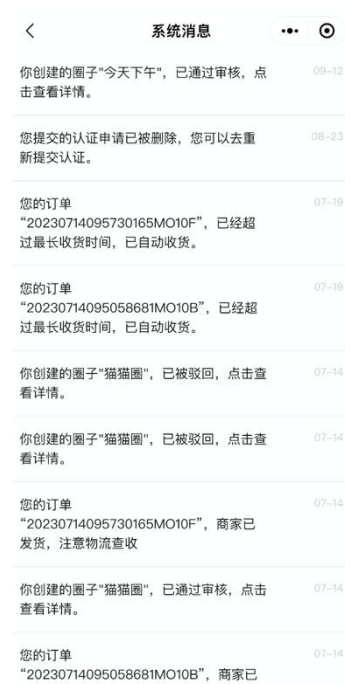 系统消息
你创建的圈子"今天下午"，已通过审核，点
击查看详情。
09-12
您提交的认证申请已被删除，您可以去重
新提交认证。
08-23
您的订单
“20230714095730165MO10F”，已经超
过最长收货时间，已自动收货。
07-19
您的订单
“20230714095058681MO10B”，已经超
过最长收货时间，已自动收货。
07-19
你创建的圈子"猫猫圈"，已被驳回，点击查
看详情。
07-14
你创建的圈子"猫猫圈"，已被驳回，点击查
看详情。
07-14
您的订单
“20230714095730165MO10F”，商家已
发货，注意物流查收
07-14
你创建的圈子"猫猫圈"，已通过审核，点击
查看详情。
07-14
您的订单
“20230714095058681MO10B”，商家已
07-14